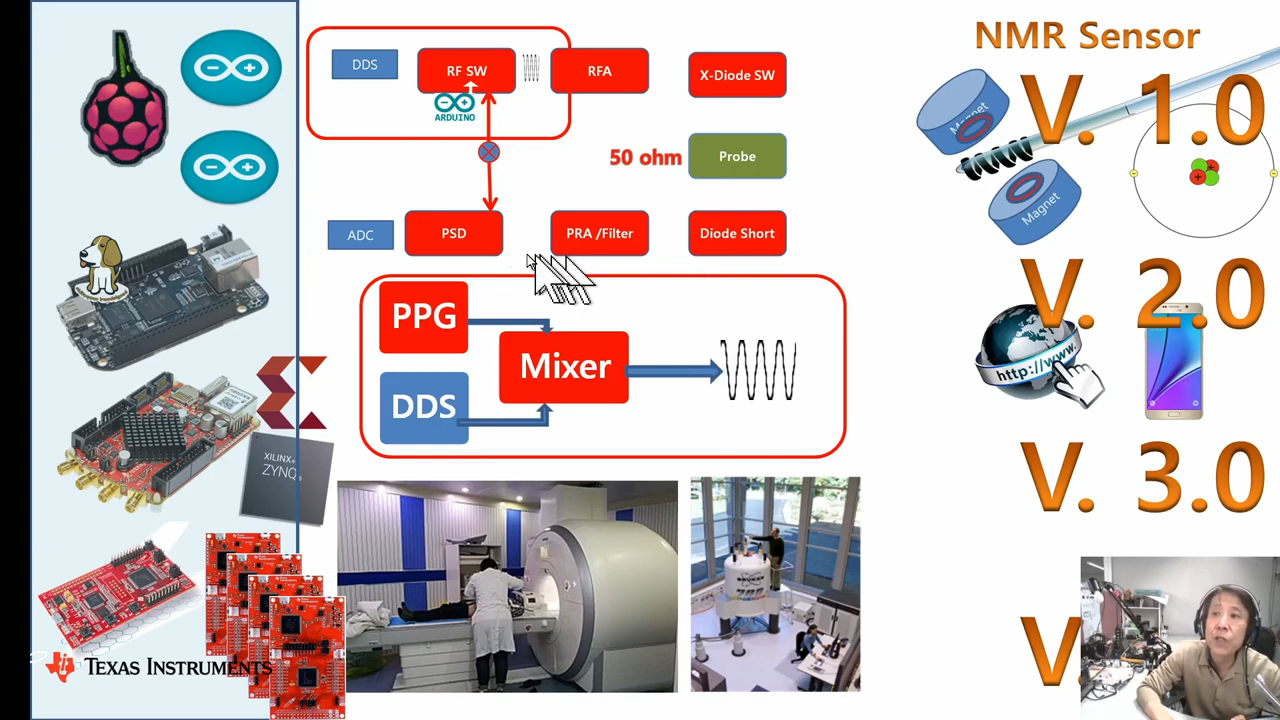 NMR Sensor
DDS
RF SW
RFA
X-Diode SW
ARDUINO
Magnet
V. 1.0
50 ohm
Probe
Magnet
ADC
PSD
PRA /Filter
Diode Short
PPG
Mixer
DDS
V. 2.0
http://www.
XILINX
ZYNQ
V. 3.0
BRUKER
TEXAS INSTRUMENTS
V.